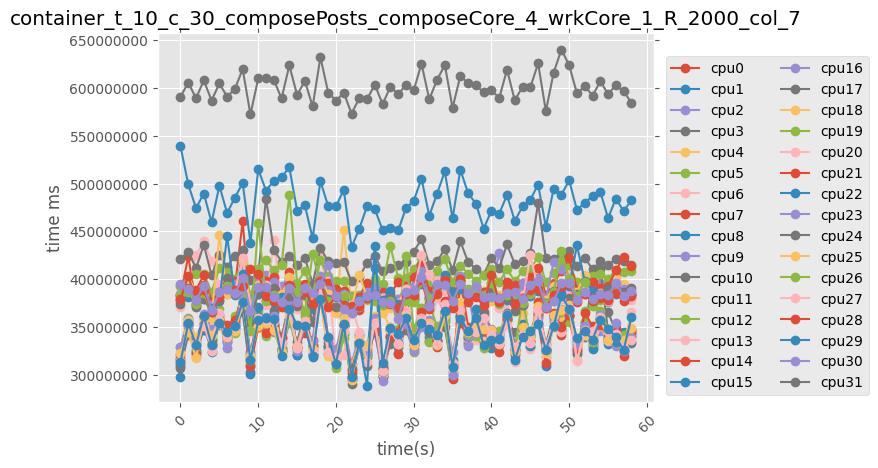 container_t_10_c_30_composePosts_composeCore_4_wrkCore_1_R_2000_col_7
650000000
600000000
550000000
500000000
450000000
400000000
350000000
300000000
time ms
0
10
20
30
40
50
60
time(s)
cpu0
cpu1
cpu2
cpu3
cpu4
cpu5
cpu6
cpu7
cpu8
cpu9
cpu10
cpu11
cpu12
cpu13
cpu14
cpu15
cpu16
cpu17
cpu18
cpu19
cpu20
cpu21
cpu22
cpu23
cpu24
cpu25
cpu26
cpu27
cpu28
cpu29
cpu30
cpu31